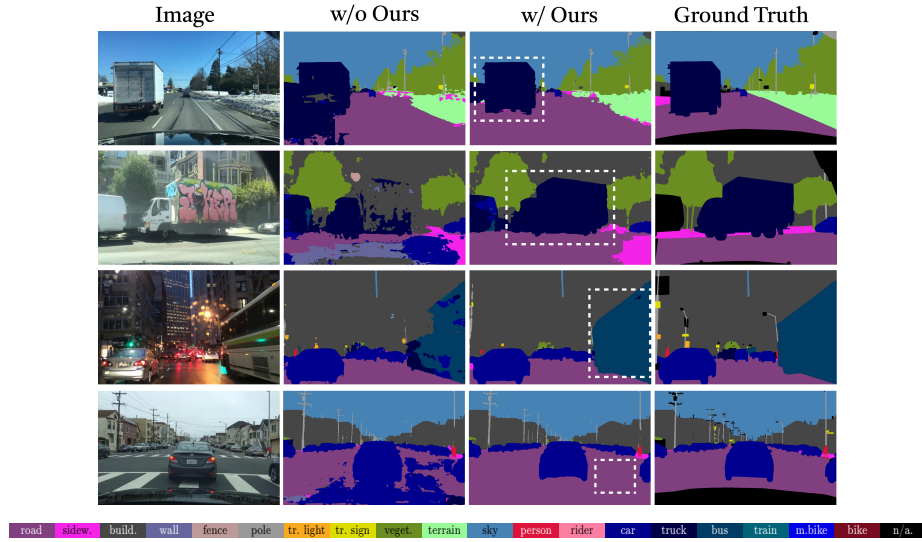 Image w/o Ours w/ Ours Ground Truth
road sidew. build. wall fence pole tr. light tr. sign veget. terrain sky person rider car truck bus train m.bike bike n/a.